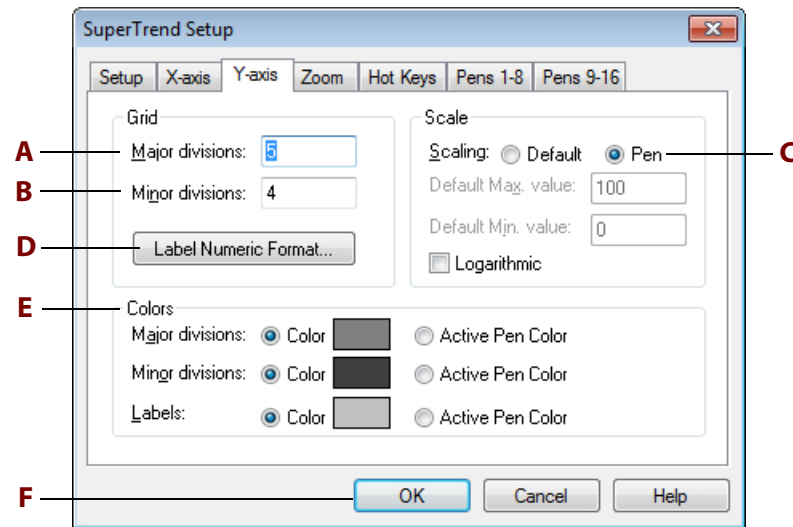 SuperTrend Setup
Setup X-axis Y-axis Zoom Hot Keys Pens 1-8 Pens 9-16
Grid
A Major divisions: 5
B Minor divisions: 4
D Label Numeric Format...
Scale
Scaling: Default Pen C
Default Max. value: 100
Default Min. value: 0
Logarithmic
E Colors
Major divisions: Color Active Pen Color
Minor divisions: Color Active Pen Color
Labels: Color Active Pen Color
F OK Cancel Help